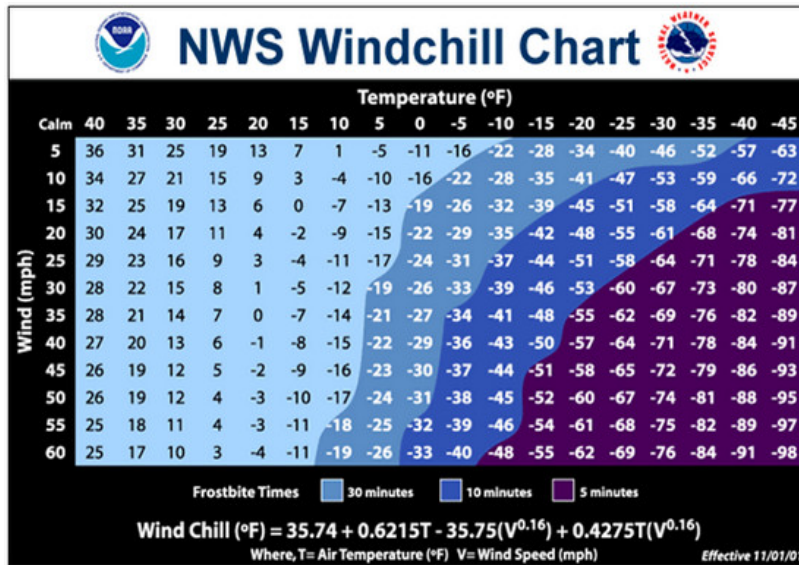 NOAA
NWS Windchill Chart
Temperature (ºF)
Calm 40 35 30 25 20 15 10 5 0 -5 -10 -15 -20 -25 -30 -35 -40 -45
5 36 31 25 19 13 7 1 -5 -11 -16 -22 -28 -34 -40 -46 -52 -57 -63
10 34 27 21 15 9 3 -4 -10 -16 -22 -28 -35 -41 -47 -53 -59 -66 -72
15 32 25 19 13 6 0 -7 -13 -19 -26 -32 -39 -45 -51 -58 -64 -71 -77
20 30 24 17 11 4 -2 -9 -15 -22 -29 -35 -42 -48 -55 -61 -68 -74 -81
25 29 23 16 9 3 -4 -11 -17 -24 -31 -37 -44 -51 -58 -64 -71 -78 -84
30 28 22 15 8 1 -5 -12 -19 -26 -33 -39 -46 -53 -60 -67 -73 -80 -87
35 28 21 14 7 0 -7 -14 -21 -27 -34 -41 -48 -55 -62 -69 -76 -82 -89
40 27 20 13 6 -1 -8 -15 -22 -29 -36 -43 -50 -57 -64 -71 -78 -84 -91
45 26 19 12 5 -2 -9 -16 -23 -30 -37 -44 -51 -58 -65 -72 -79 -86 -93
50 26 19 12 4 -3 -10 -17 -24 -31 -38 -45 -52 -60 -67 -74 -81 -88 -95
55 25 18 11 4 -3 -11 -18 -25 -32 -39 -46 -54 -61 -68 -75 -82 -89 -97
60 25 17 10 3 -4 -11 -19 -26 -33 -40 -48 -55 -62 -69 -76 -84 -91 -98
Wind (mph)
Frostbite Times 30 minutes 10 minutes 5 minutes
Wind Chill (ºF) = 35.74 + 0.6215T - 35.75(V^0.16) + 0.4275T(V^0.16)
Where, T= Air Temperature (ºF) V= Wind Speed (mph)
Effective 11/01/01